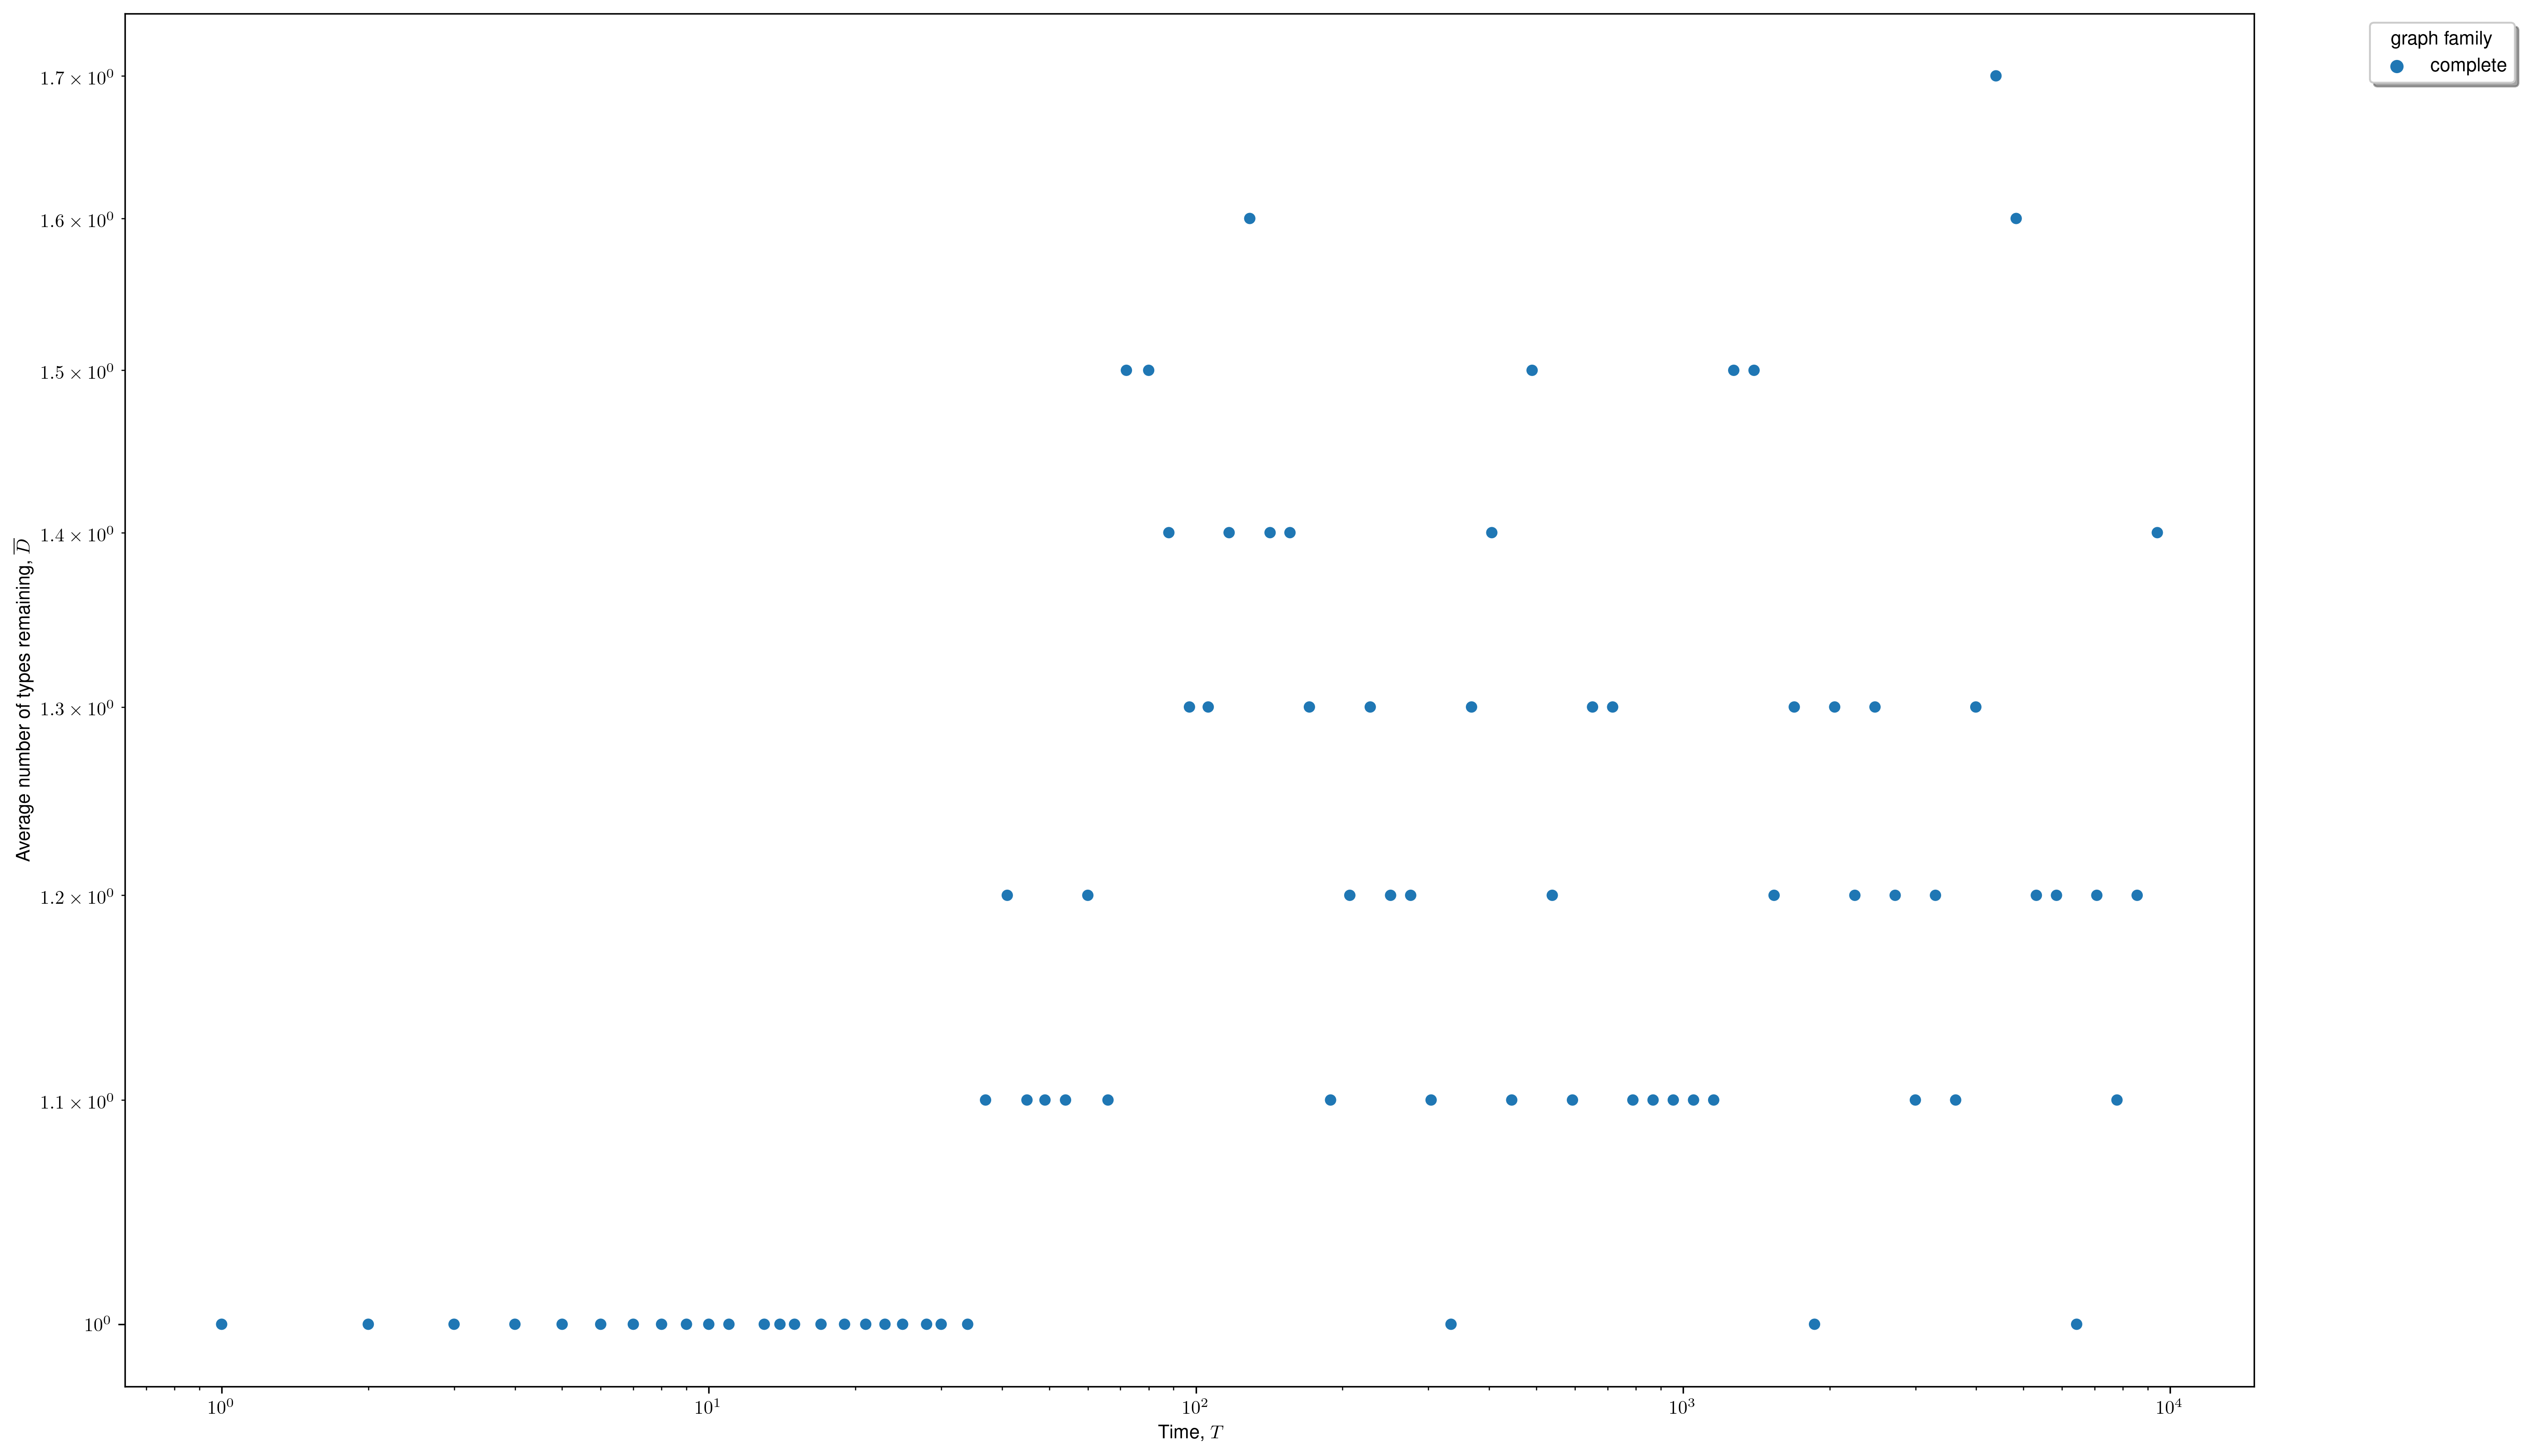 graph family
complete
1.7 × 10⁰
1.6 × 10⁰
1.5 × 10⁰
1.4 × 10⁰
1.3 × 10⁰
1.2 × 10⁰
1.1 × 10⁰
10⁰
Average number of types remaining, D̅
10⁰ 10¹ 10² 10³ 10⁴
Time, T